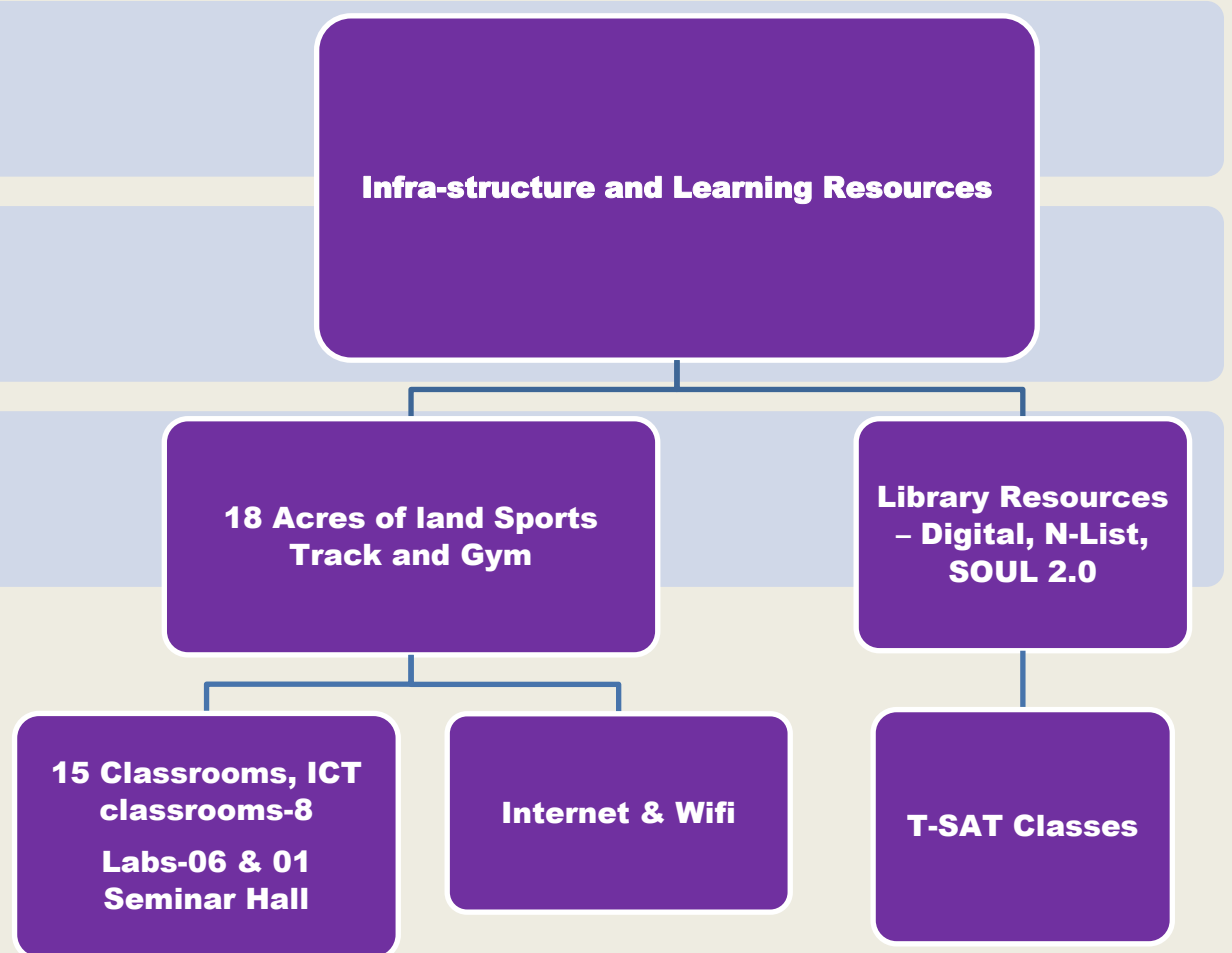 Infra-structure and Learning Resources
18 Acres of land Sports
Track and Gym
Library Resources
– Digital, N-List,
SOUL 2.0
15 Classrooms, ICT
classrooms-8
Labs-06 & 01
Seminar Hall
Internet & Wifi
T-SAT Classes